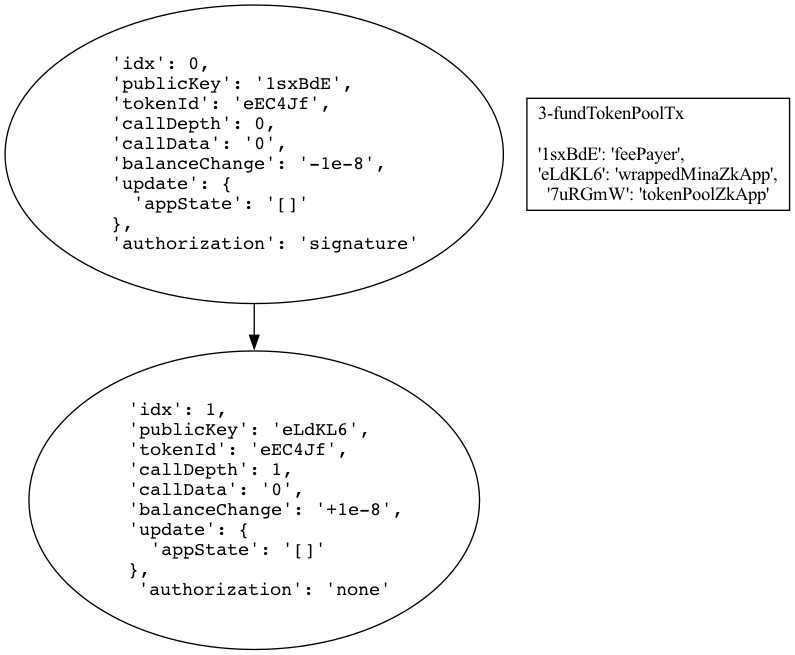 'idx': 0,
'publicKey': '1sxBdE',
'tokenId': 'eEC4Jf',
'callDepth': 0,
'callData': '0',
'balanceChange': '-1e-8',
'update': {
'appState': '[]'
},
'authorization': 'signature'
3-fundTokenPoolTx
'1sxBdE': 'feePayer',
'eLdKL6': 'wrappedMinaZkApp',
'7uRGmW': 'tokenPoolZkApp'
'idx': 1,
'publicKey': 'eLdKL6',
'tokenId': 'eEC4Jf',
'callDepth': 1,
'callData': '0',
'balanceChange': '+1e-8',
'update': {
'appState': '[]'
},
'authorization': 'none'